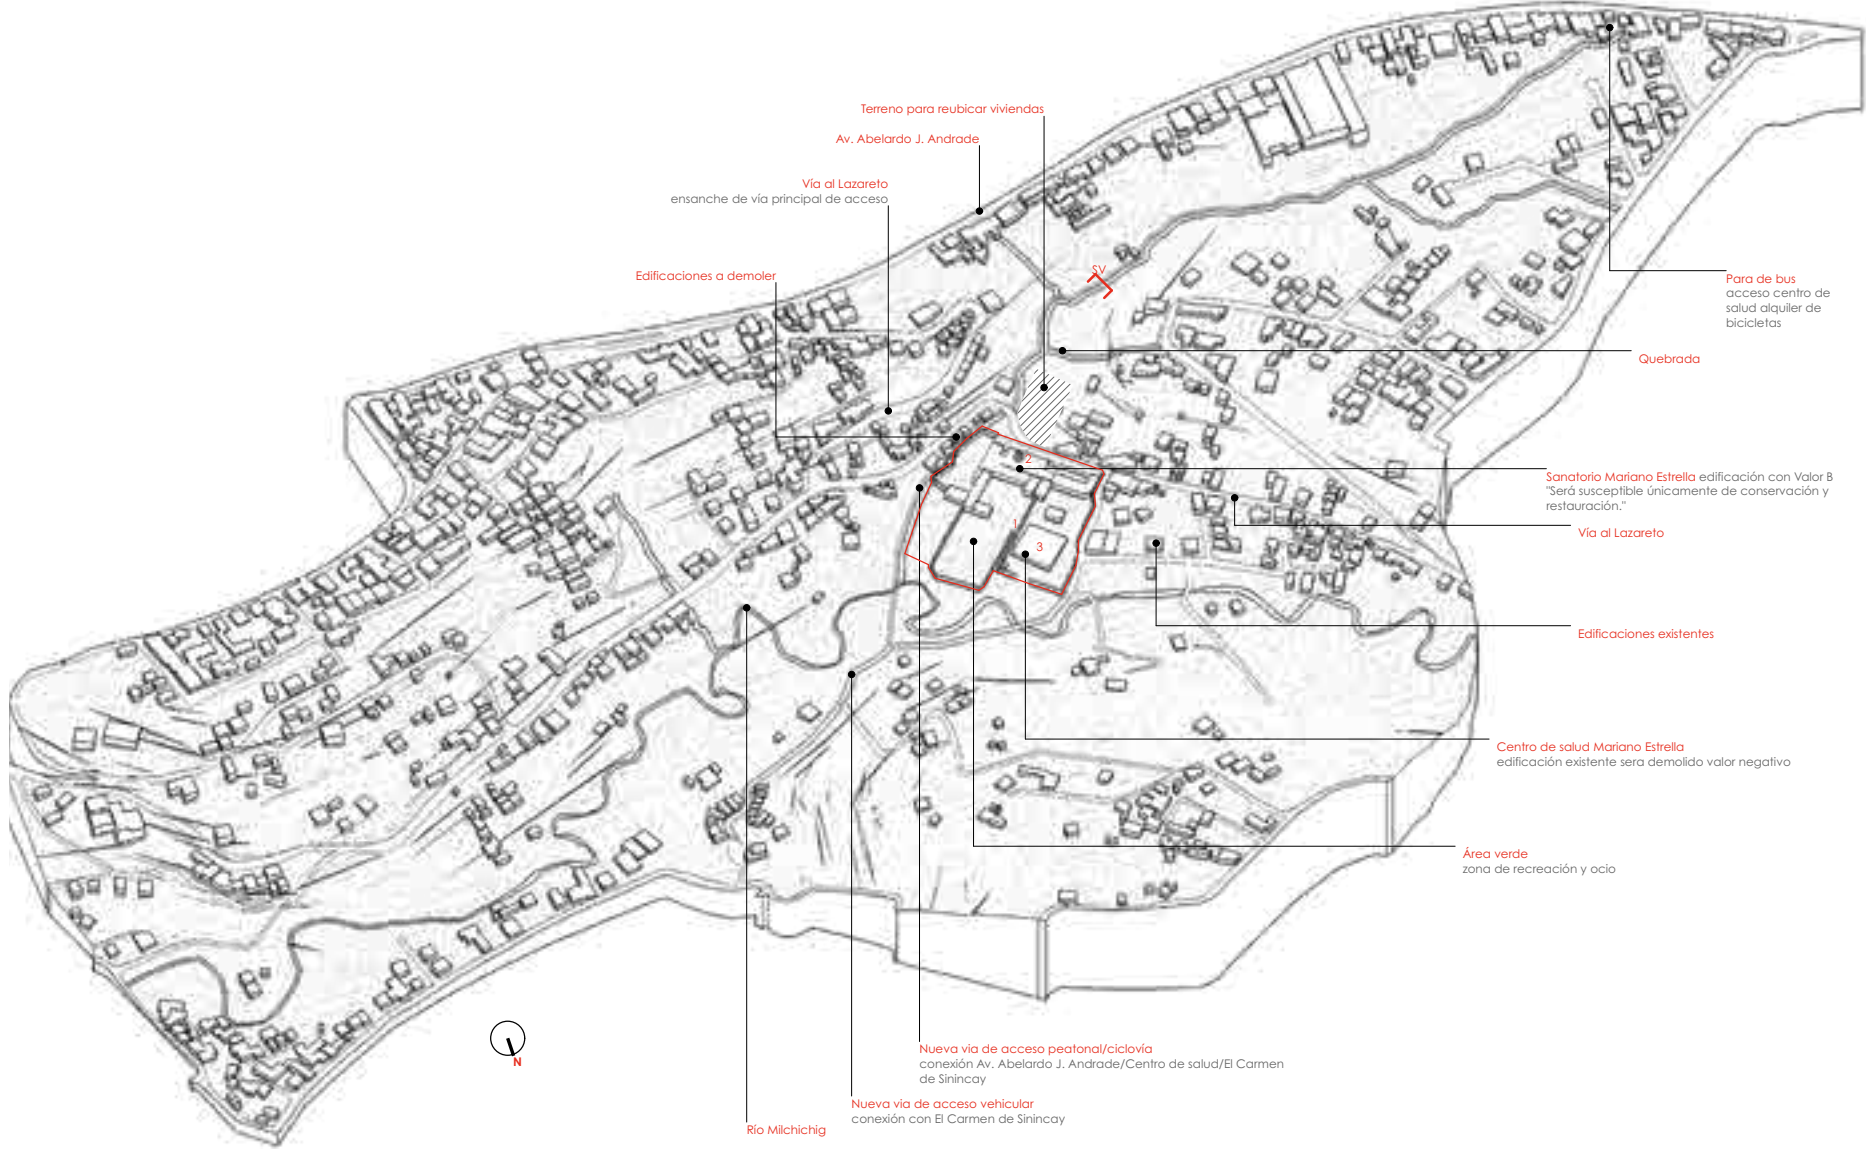 Terreno para reubicar viviendas
Av. Abelardo J. Andrade
Vía al Lazareto
ensanche de vía principal de acceso
SV
Edificaciones a demoler
Para de bus
acceso centro de
salud alquiler de
bicicletas
Quebrada
2
Sanatorio Mariano Estrella edificación con Valor B
"Será susceptible únicamente de conservación y
restauración."
1
Vía al Lazareto
3
Edificaciones existentes
Centro de salud Mariano Estrella
edificación existente sera demolido valor negativo
Área verde
zona de recreación y ocio
N
Nueva via de acceso peatonal/ciclovía
conexión Av. Abelardo J. Andrade/Centro de salud/El Carmen
de Sinincay
Nueva via de acceso vehicular
conexión con El Carmen de Sinincay
Río Milchichig